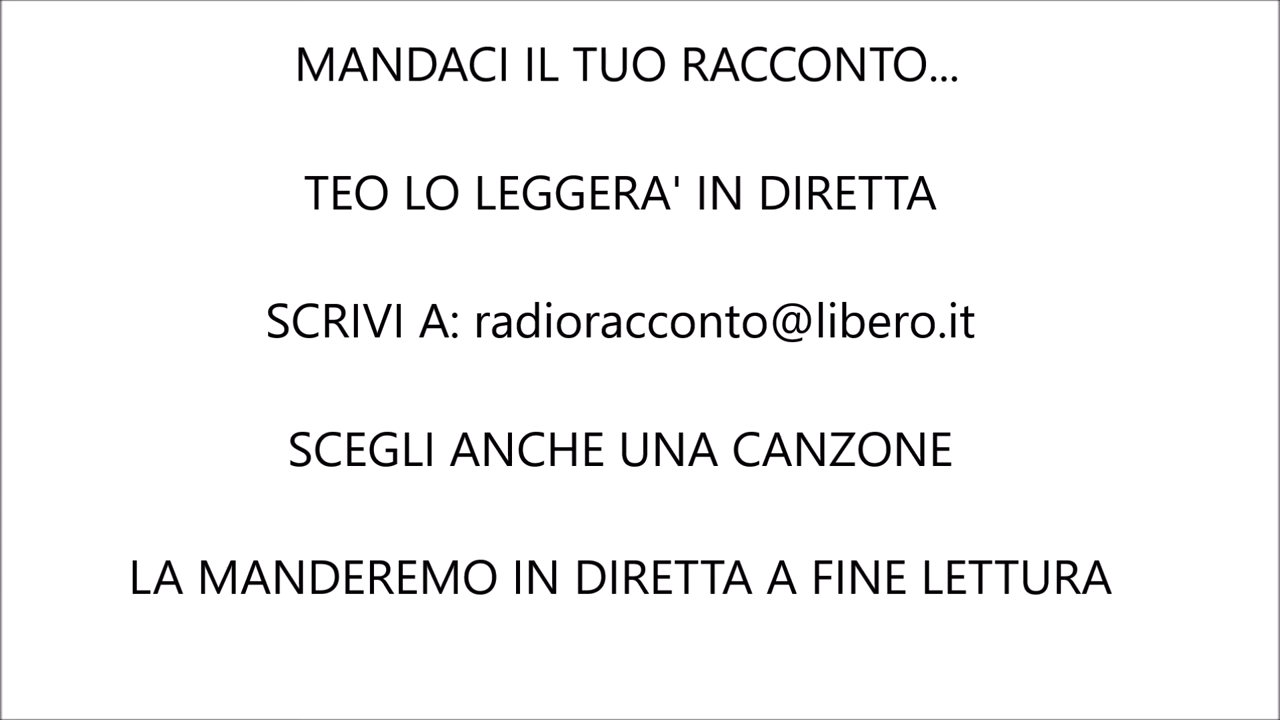 MANDACI IL TUO RACCONTO...
TEO LO LEGGERA' IN DIRETTA
SCRIVI A: radioracconto@libero.it
SCEGLI ANCHE UNA CANZONE
LA MANDEREMO IN DIRETTA A FINE LETTURA